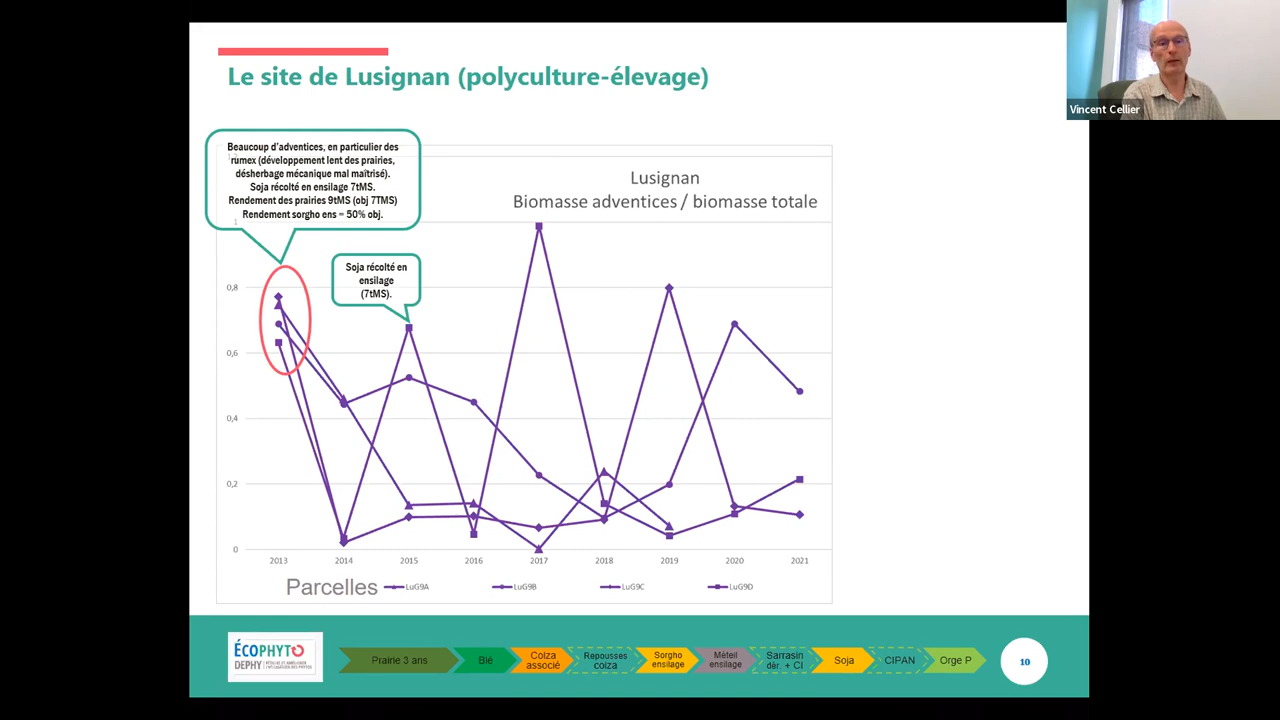 Le site de Lusignan (polyculture-élevage)
Vincent Cellier
Beaucoup d'adventices, en particulier des
rumex (développement lent des prairies,
désherbage mécanique mal maîtrisé).
Soja récolté en ensilage 7tMS.
Rendement des prairies 9tMS (obj 7TMS)
Rendement sorgho ens = 50% obj.
Soja récolté en
ensilage
(7tMS).
Lusignan
Biomasse adventices / biomasse totale
1
0,8
0,6
0,4
0,2
0
2013 2014 2015 2016 2017 2018 2019 2020 2021
Parcelles LuG9A LuG9B LuG9C LuG9D
ÉCOPHYTO
DEPHY
Prairie 3 ans
Blé
Colza
associé
Repousses
colza
Sorgho
ensilage
Méteil
ensilage
Sarrasin
dér. + CI
Soja
CIPAN
Orge P
10